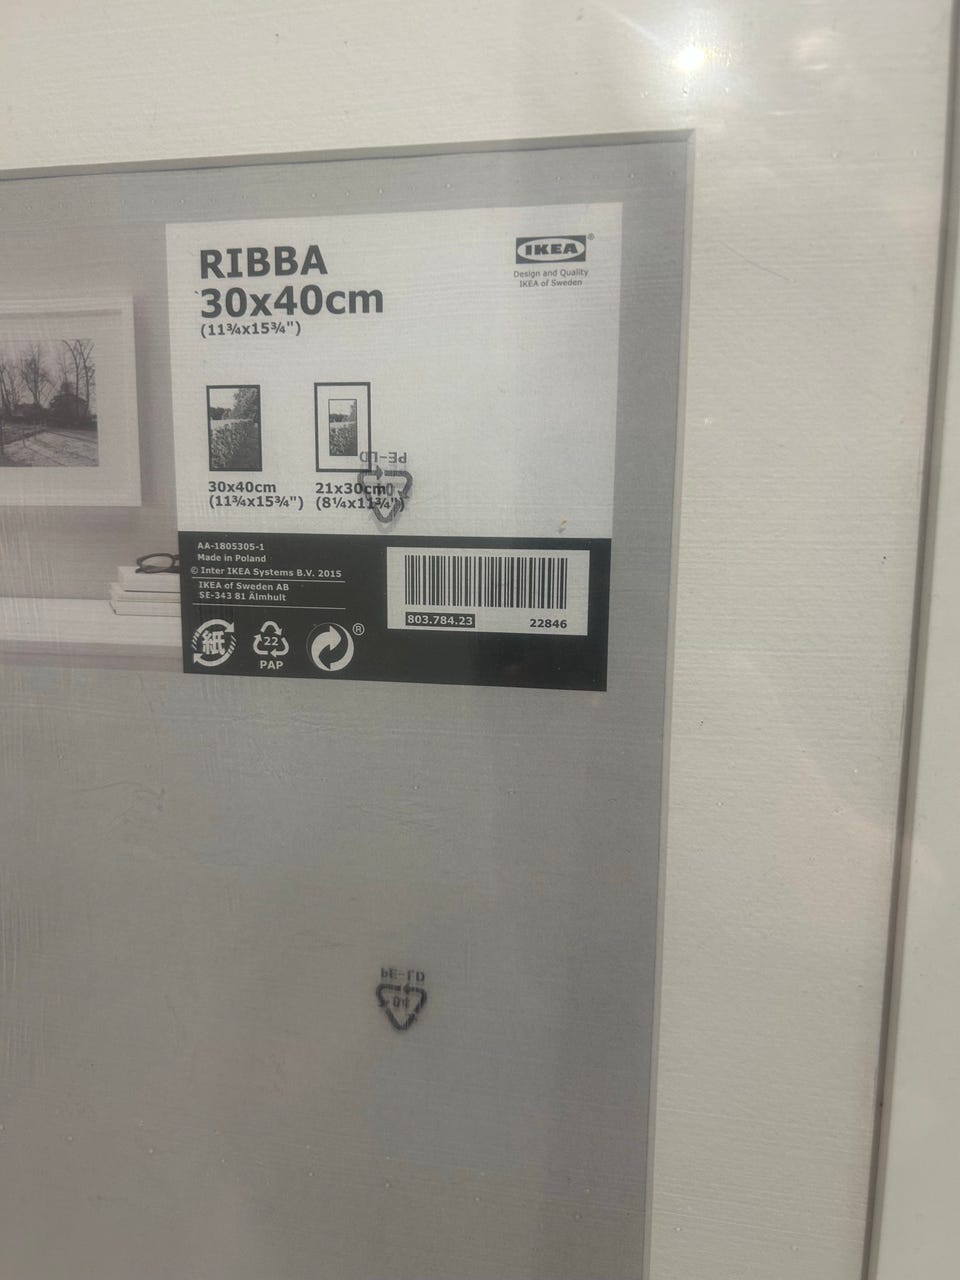 RIBBA
30x40cm
(11¾x15¾")
IKEA®
Design and Quality
IKEA of Sweden
30x40cm
(11¾x15¾")
21x30cm
(8¼x11¾")
PE-LD
04
AA-1805305-1
Made in Poland
© Inter IKEA Systems B.V. 2015
IKEA of Sweden AB
SE-343 81 Älmhult
803.784.23
22846
紙
22
PAP
®
PE-LD
04